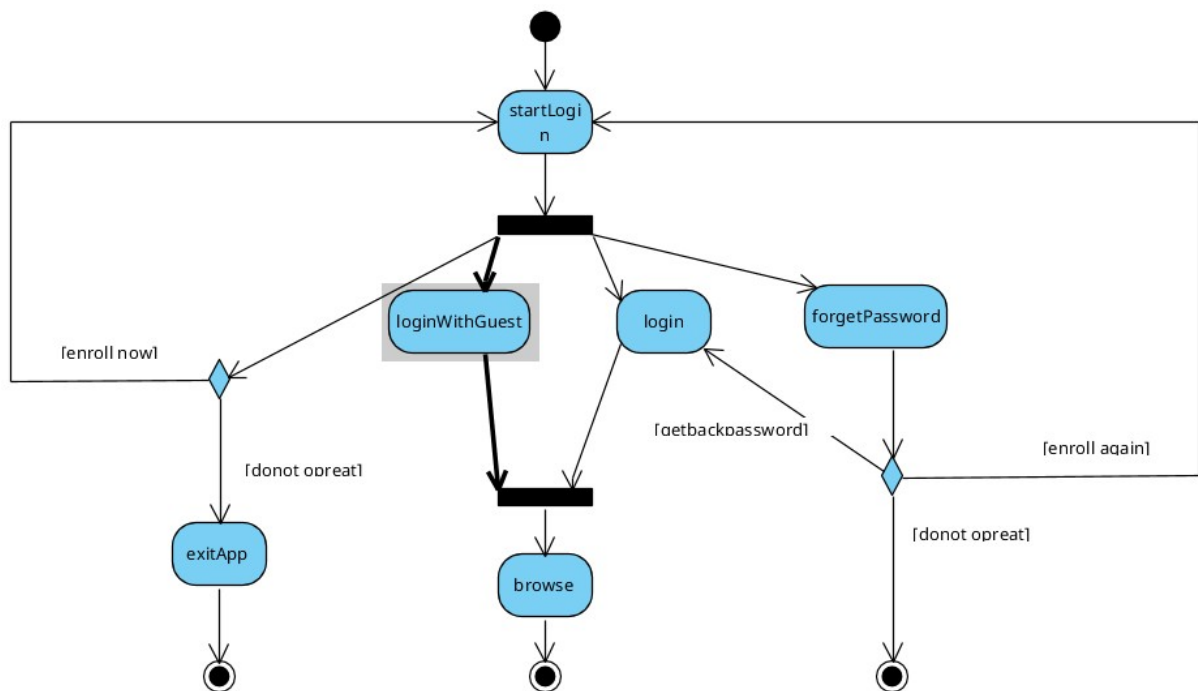 startLogi
n
loginWithGuest
login
forgetPassword
[enroll now]
[getbackpassword]
[enroll again]
[donot opreat]
[donot opreat]
exitApp
browse